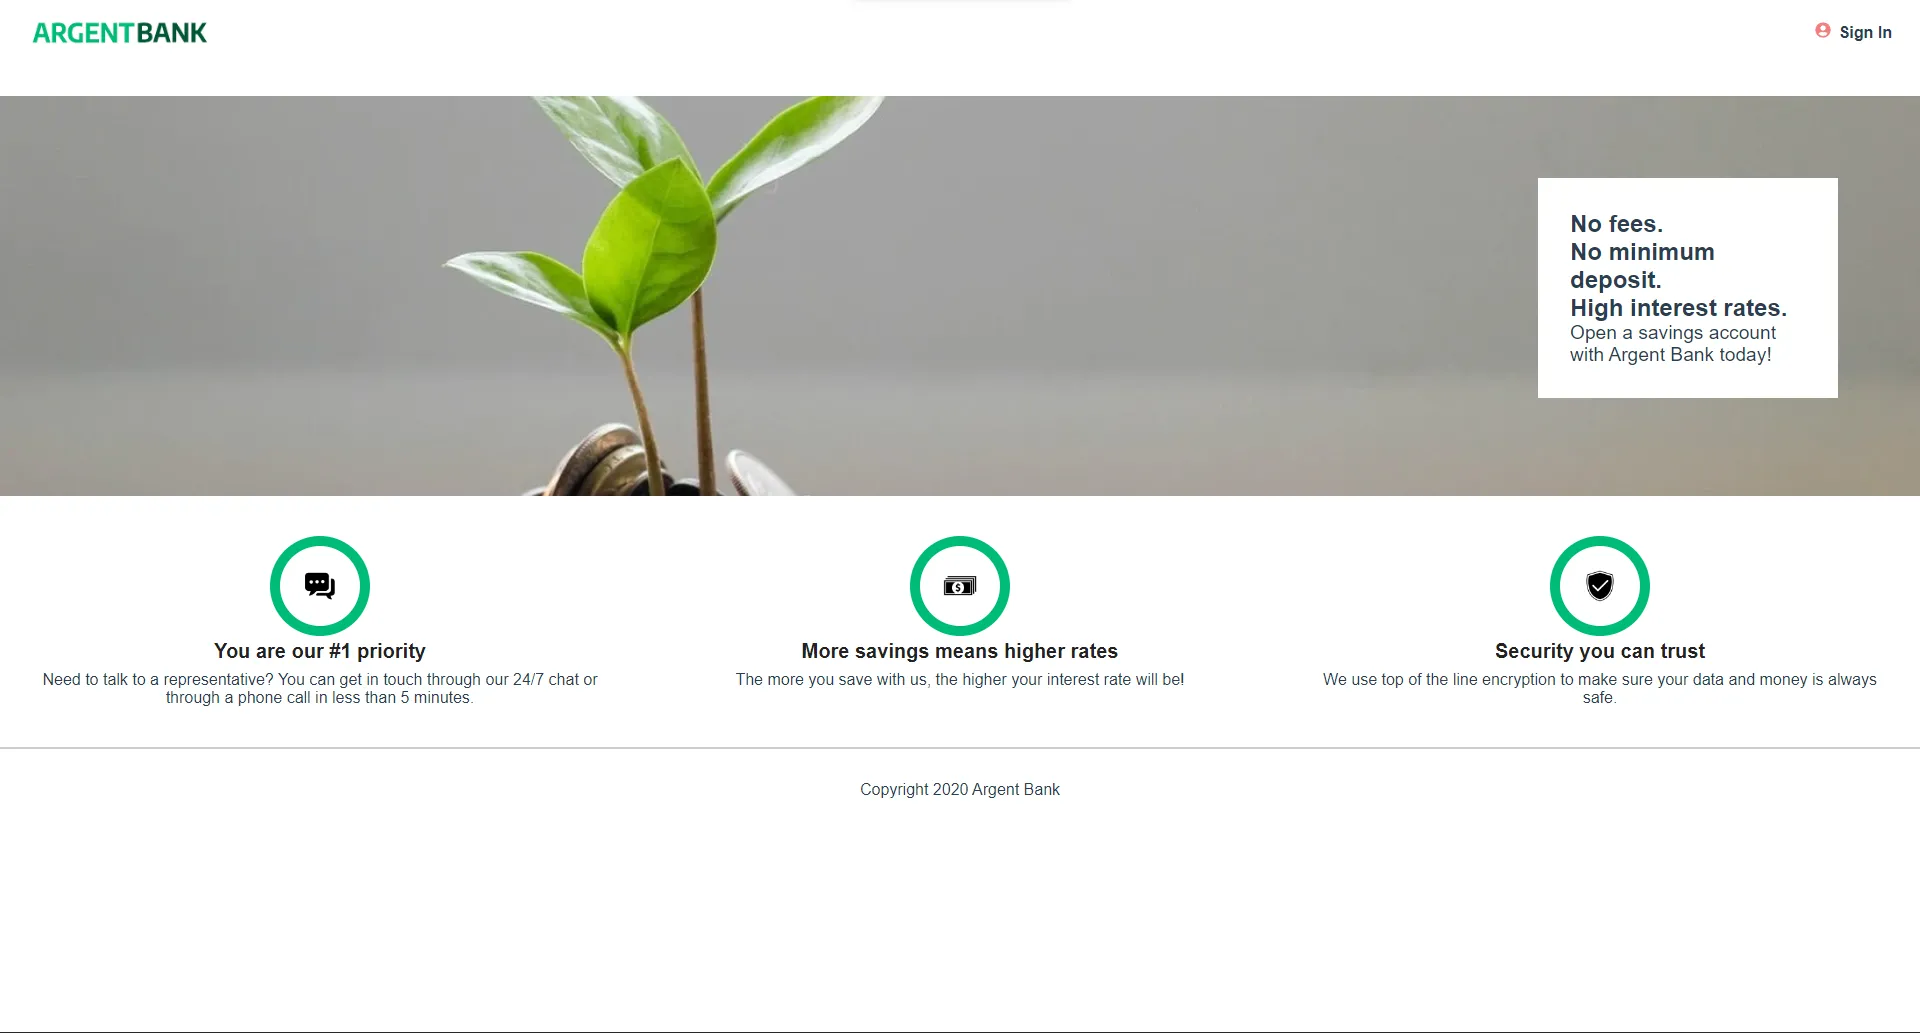 ARGENTBANK
Sign In
No fees.
No minimum
deposit.
High interest rates.
Open a savings account
with Argent Bank today!
You are our #1 priority
Need to talk to a representative? You can get in touch through our 24/7 chat or
through a phone call in less than 5 minutes.
More savings means higher rates
The more you save with us, the higher your interest rate will be!
Security you can trust
We use top of the line encryption to make sure your data and money is always
safe.
Copyright 2020 Argent Bank